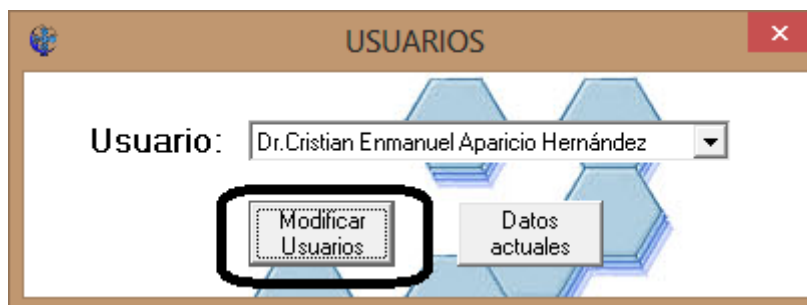 USUARIOS
Usuario: Dr.Cristian Enmanuel Aparicio Hernández
Modificar Usuarios
Datos actuales